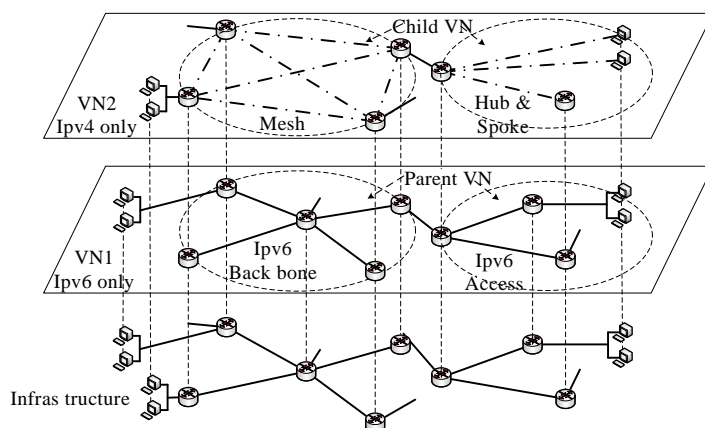 Child VN
VN2
Ipv4 only
Mesh
Hub &
Spoke
Parent VN
VN1
Ipv6 only
Ipv6
Back bone
Ipv6
Access
Infras tructure